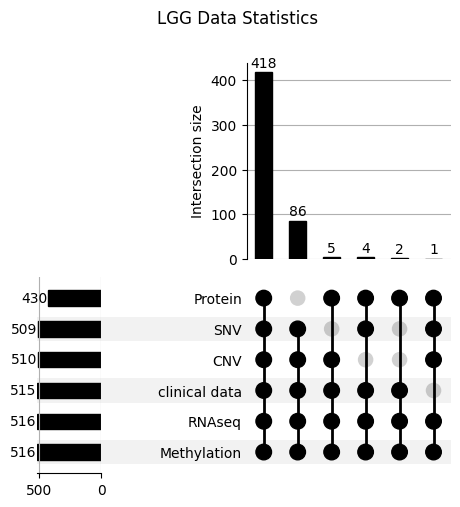 LGG Data Statistics
418
400
300
200
100
0
Intersection size
86
5
4
2
1
430
Protein
509
SNV
510
CNV
515
clinical data
516
RNAseq
516
Methylation
500
0